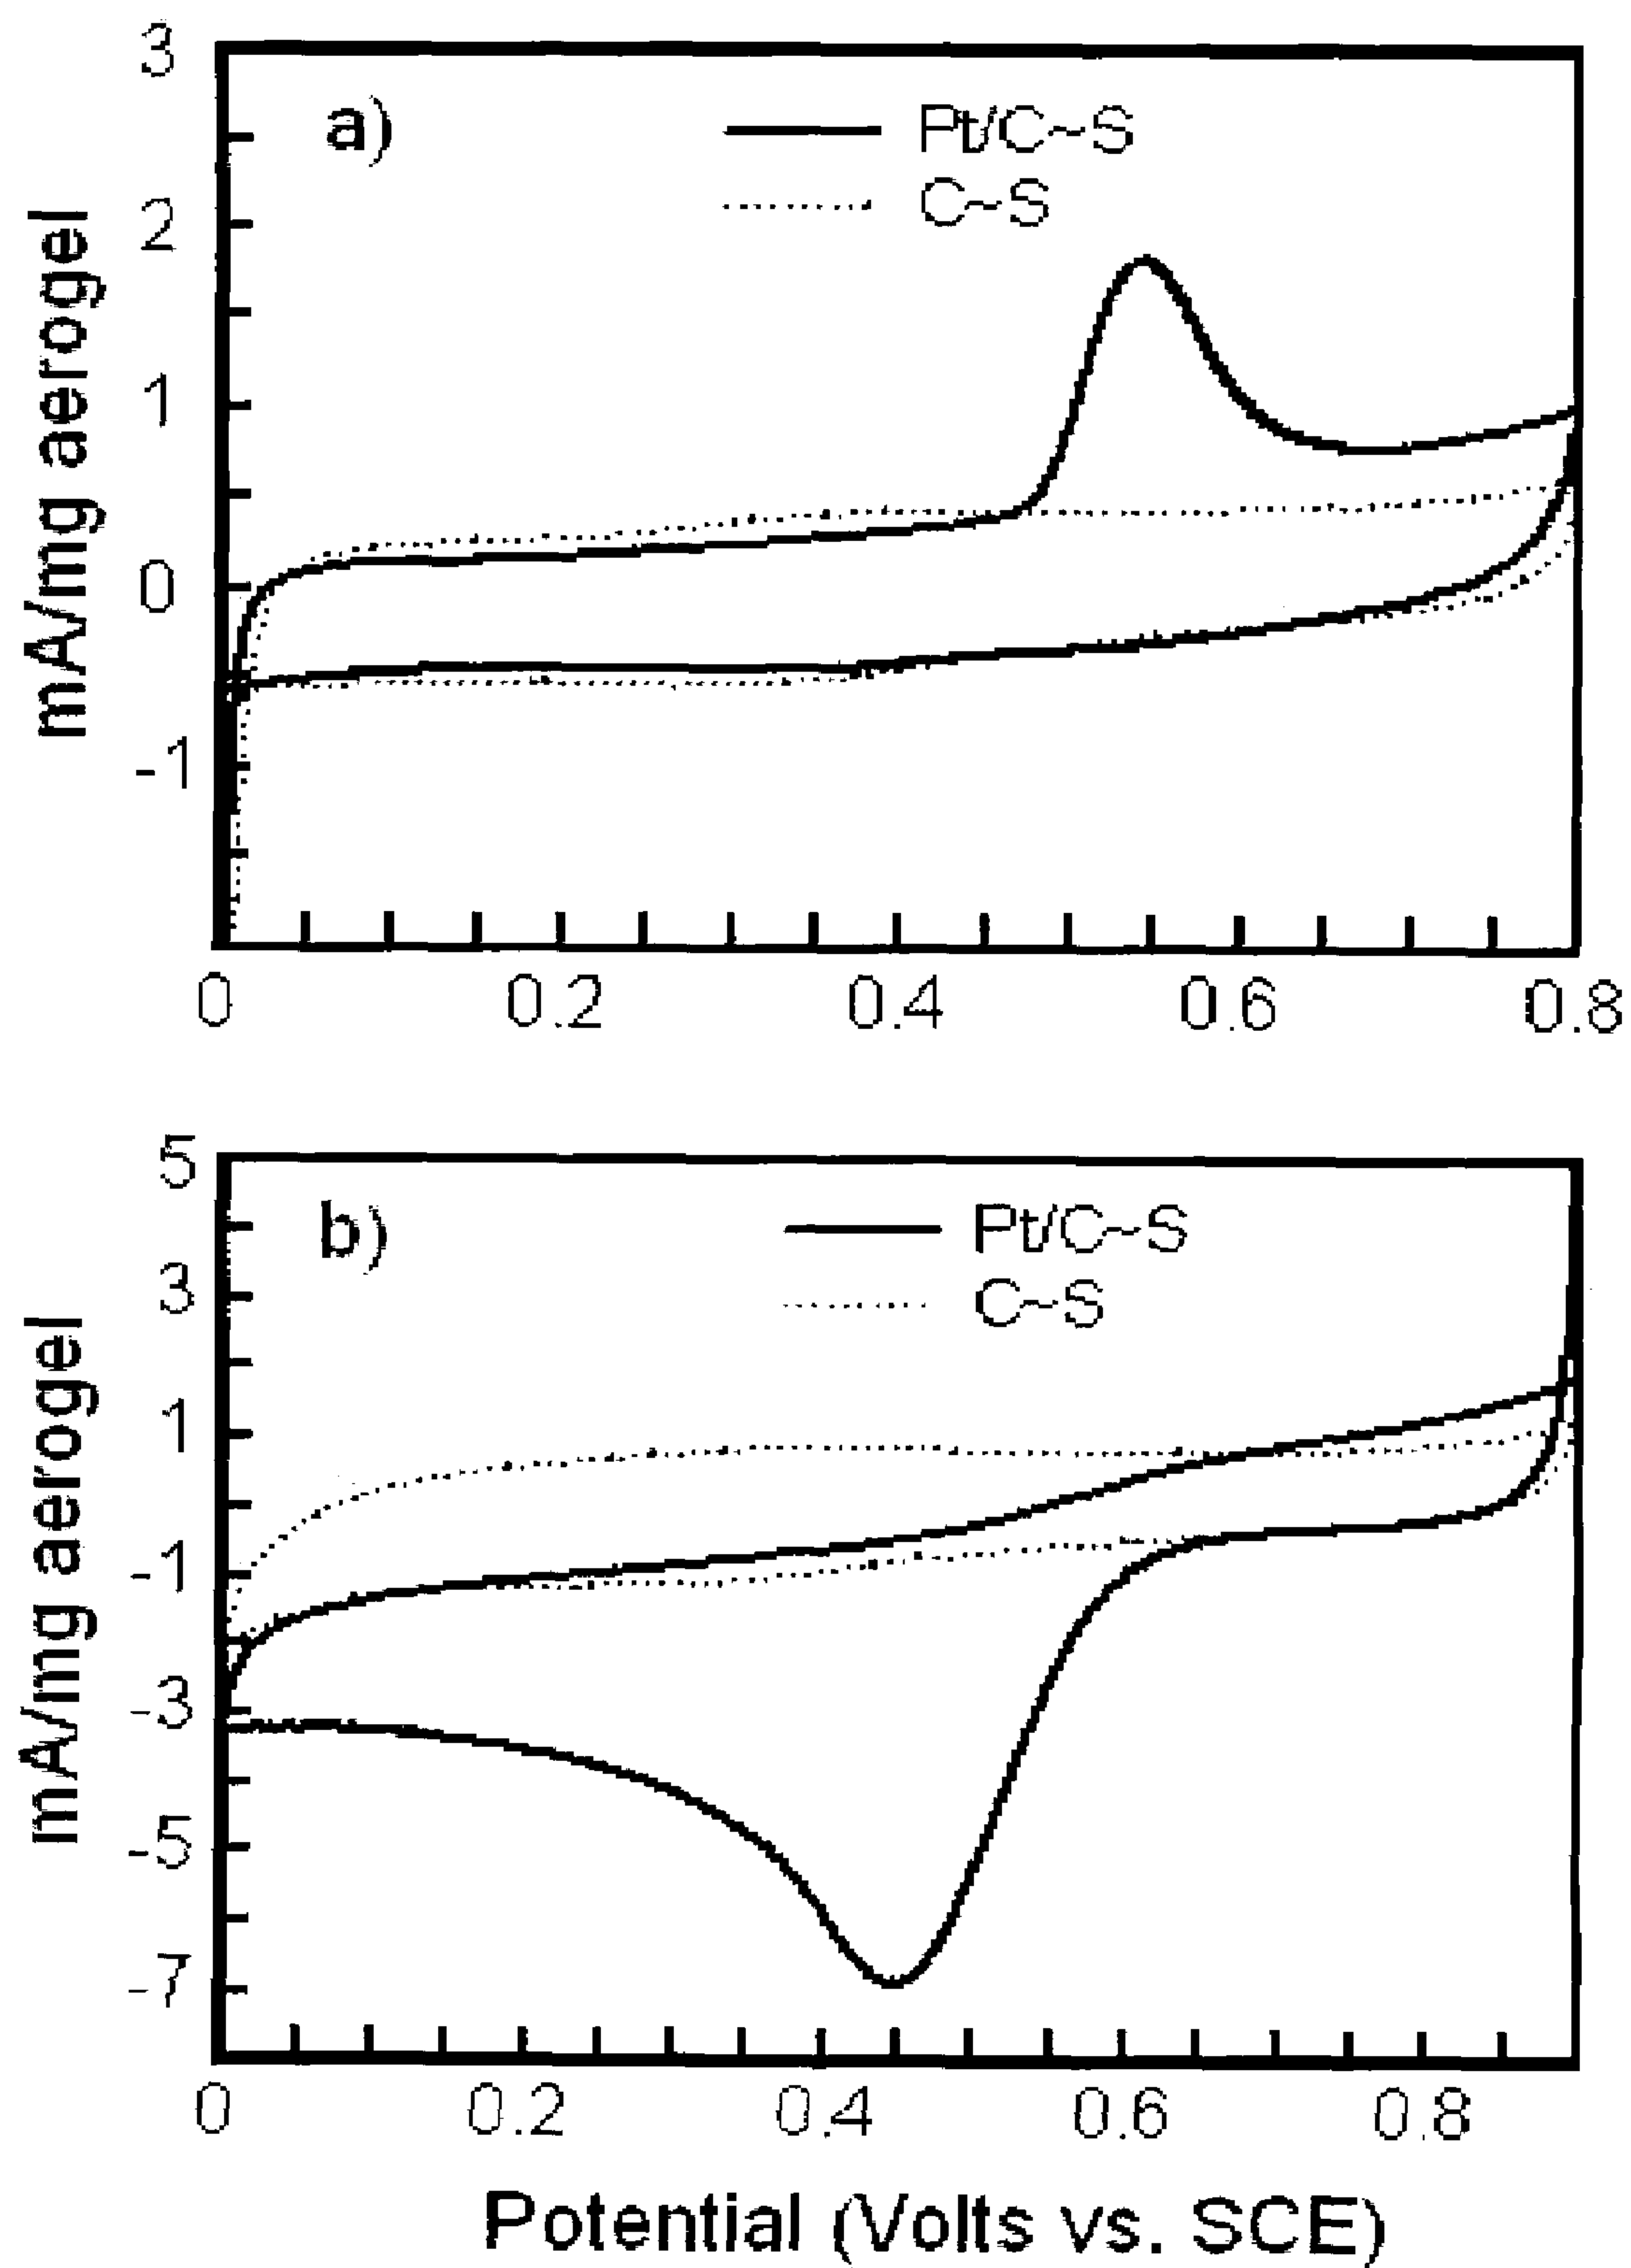 3
a)
Pt/C~S
C~S
2
1
0
-1
mA/mg aerogel
0 0.2 0.4 0.6 0.8
5
b)
Pt/C~S
C~S
3
1
-1
-3
-5
-7
mA/mg aerogel
0 0.2 0.4 0.6 0.8
Potential (Volts vs. SCE)